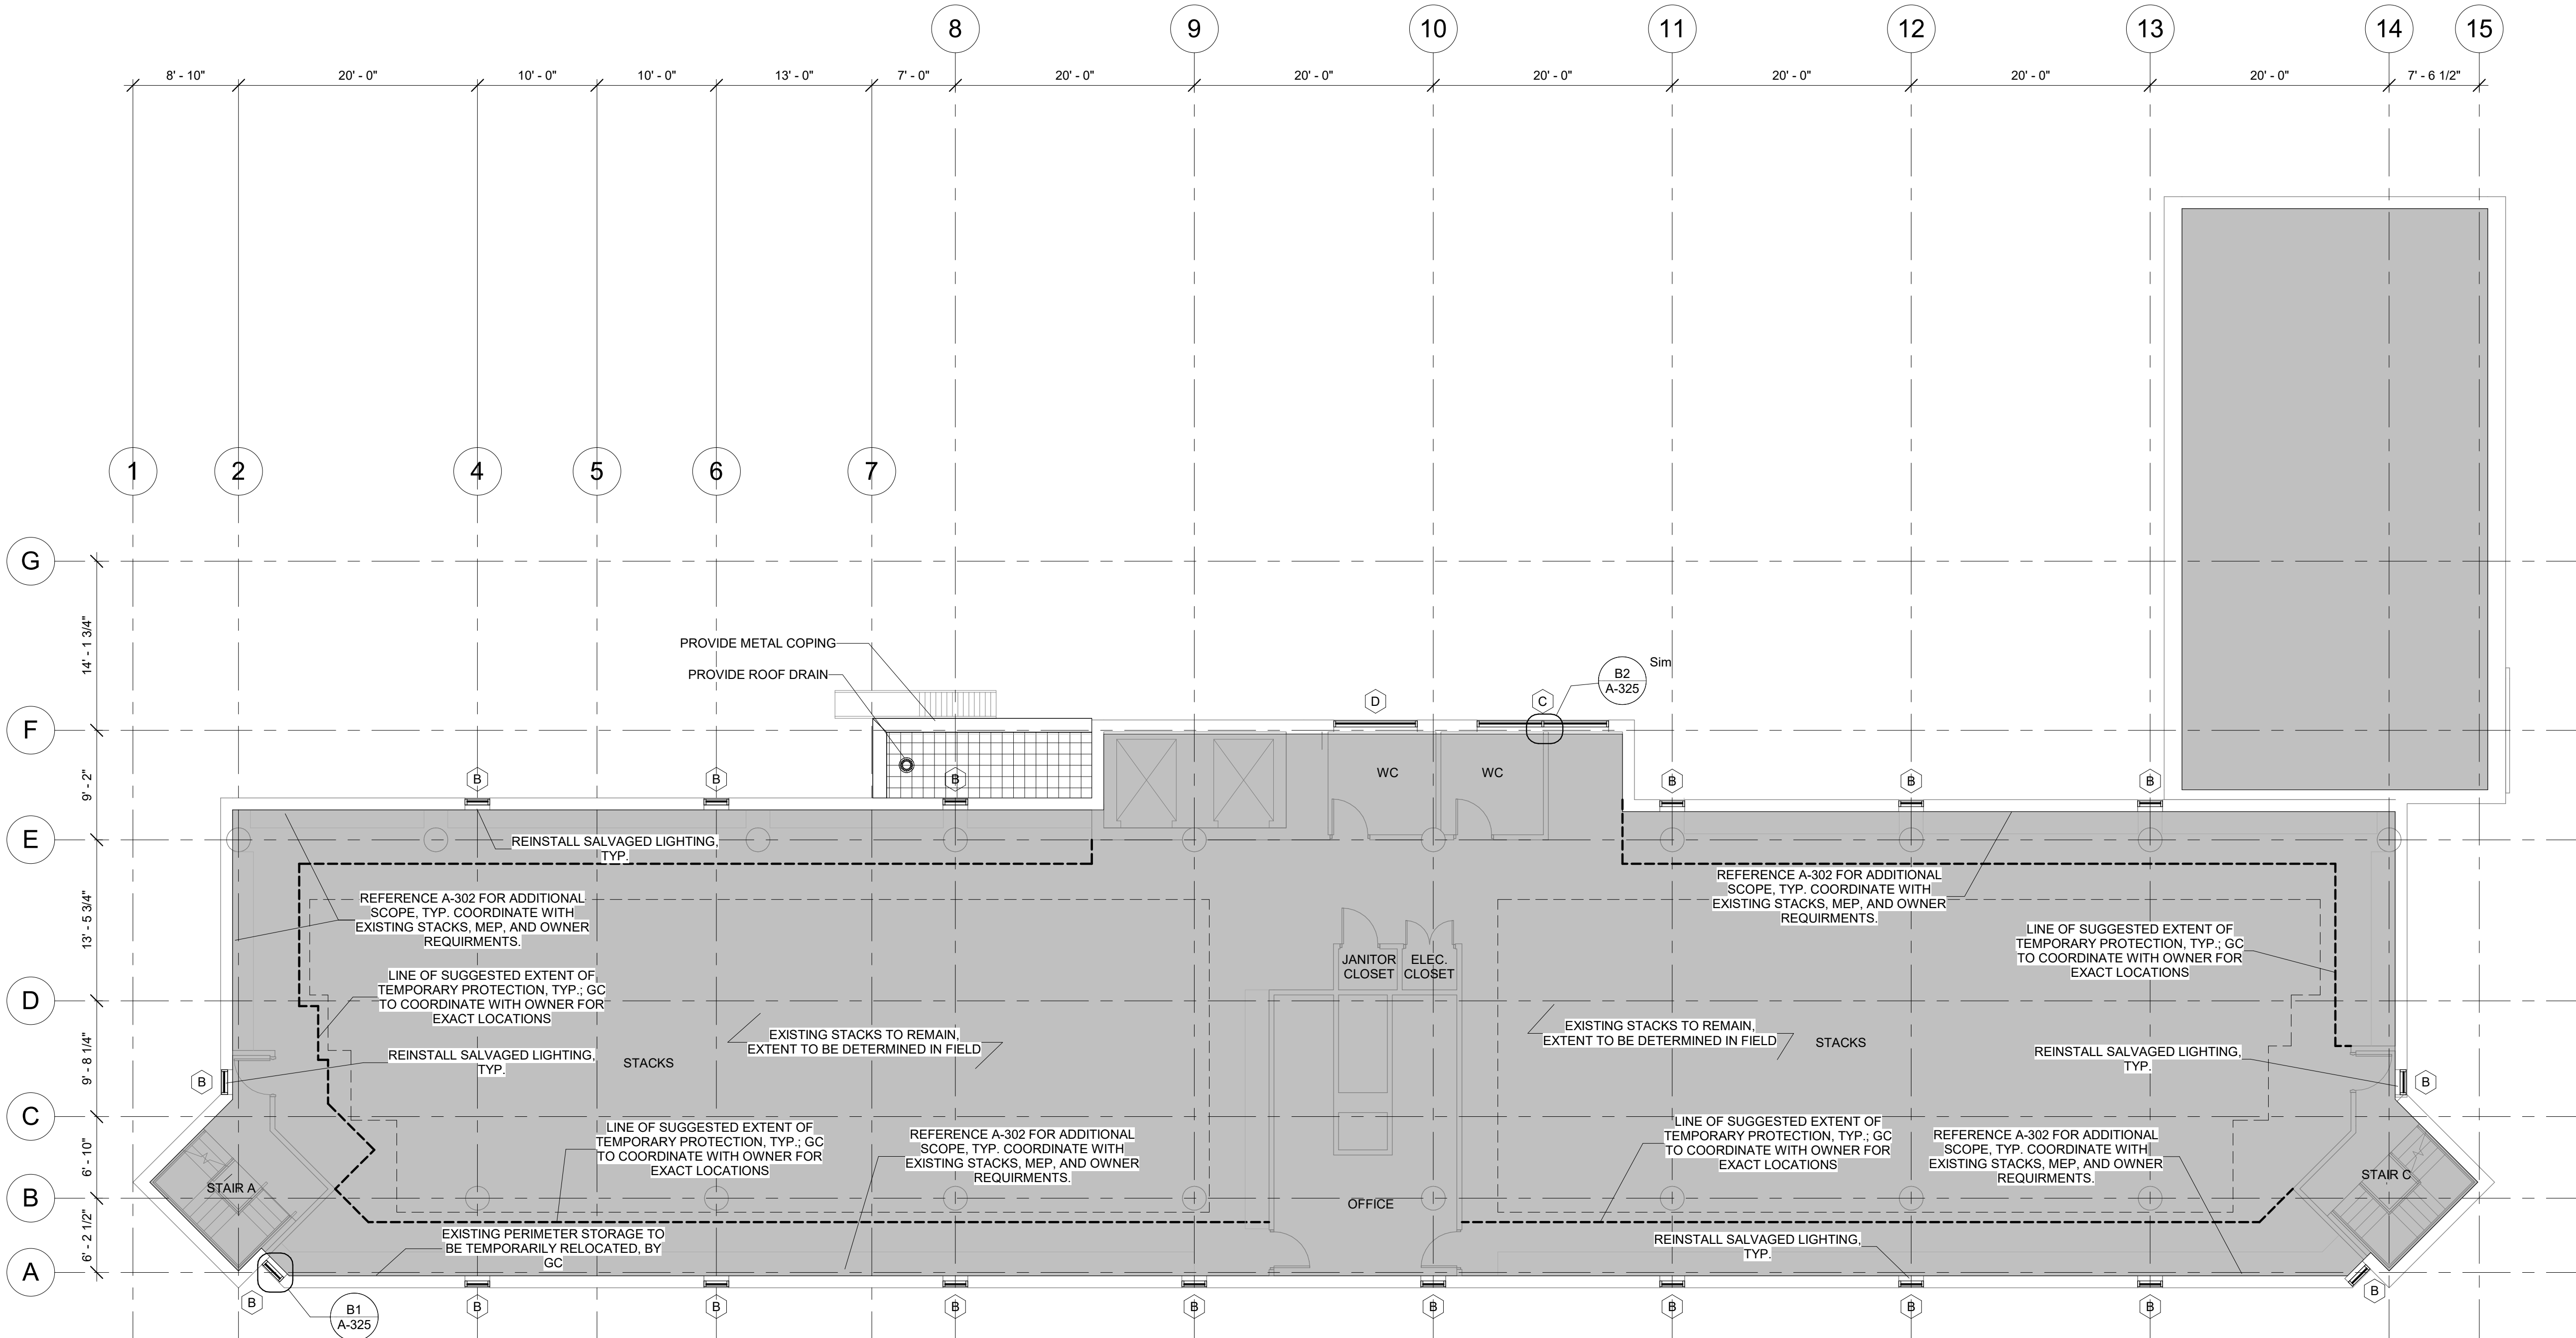 8
9
10
11
12
13
14
15
8' - 10"
20' - 0"
10' - 0"
10' - 0"
13' - 0"
7' - 0"
20' - 0"
20' - 0"
20' - 0"
20' - 0"
20' - 0"
20' - 0"
7' - 6 1/2"
1
2
4
5
6
7
G
14' - 1 3/4"
F
9' - 2"
E
13' - 5 3/4"
D
9' - 8 1/4"
C
6' - 10"
B
6' - 2 1/2"
A
PROVIDE METAL COPING
PROVIDE ROOF DRAIN
D
C
B2
A-325
Sim
B
B
B
B
B
B
WC
WC
REINSTALL SALVAGED LIGHTING,
TYP.
REFERENCE A-302 FOR ADDITIONAL
SCOPE, TYP. COORDINATE WITH
EXISTING STACKS, MEP, AND OWNER
REQUIRMENTS.
LINE OF SUGGESTED EXTENT OF
TEMPORARY PROTECTION, TYP.; GC
TO COORDINATE WITH OWNER FOR
EXACT LOCATIONS
REINSTALL SALVAGED LIGHTING,
TYP.
STACKS
EXISTING STACKS TO REMAIN,
EXTENT TO BE DETERMINED IN FIELD
JANITOR
CLOSET
ELEC.
CLOSET
REFERENCE A-302 FOR ADDITIONAL
SCOPE, TYP. COORDINATE WITH
EXISTING STACKS, MEP, AND OWNER
REQUIRMENTS.
LINE OF SUGGESTED EXTENT OF
TEMPORARY PROTECTION, TYP.; GC
TO COORDINATE WITH OWNER FOR
EXACT LOCATIONS
EXISTING STACKS TO REMAIN,
EXTENT TO BE DETERMINED IN FIELD
STACKS
REINSTALL SALVAGED LIGHTING,
TYP.
B
B
LINE OF SUGGESTED EXTENT OF
TEMPORARY PROTECTION, TYP.; GC
TO COORDINATE WITH OWNER FOR
EXACT LOCATIONS
REFERENCE A-302 FOR ADDITIONAL
SCOPE, TYP. COORDINATE WITH
EXISTING STACKS, MEP, AND OWNER
REQUIRMENTS.
LINE OF SUGGESTED EXTENT OF
TEMPORARY PROTECTION, TYP.; GC
TO COORDINATE WITH OWNER FOR
EXACT LOCATIONS
REFERENCE A-302 FOR ADDITIONAL
SCOPE, TYP. COORDINATE WITH
EXISTING STACKS, MEP, AND OWNER
REQUIRMENTS.
STAIR A
OFFICE
STAIR C
EXISTING PERIMETER STORAGE TO
BE TEMPORARILY RELOCATED, BY
GC
REINSTALL SALVAGED LIGHTING,
TYP.
B
B1
A-325
B
B
B
B
B
B
B
B
B